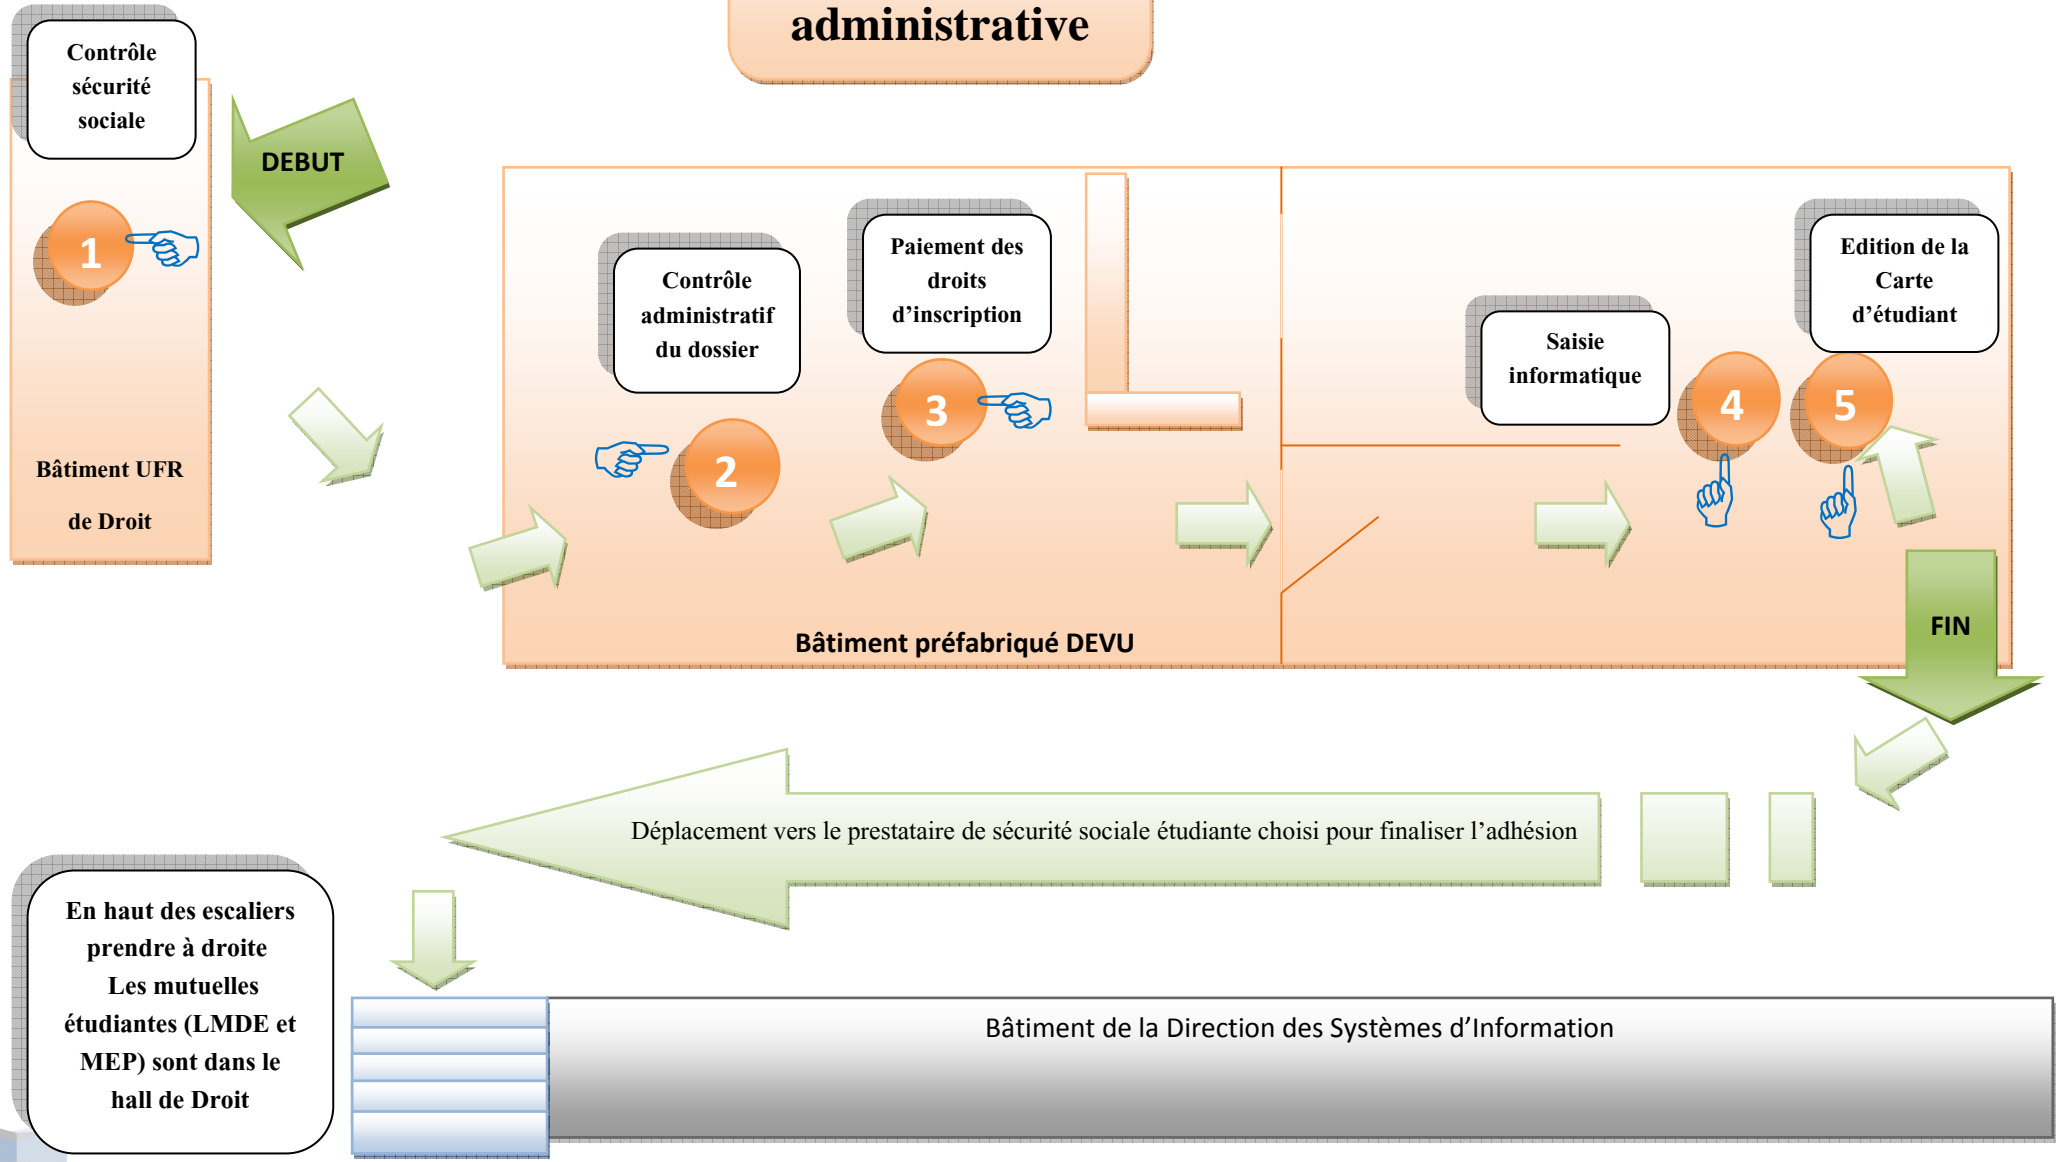 administrative
Contrôle
sécurité
sociale
DEBUT
1
Bâtiment UFR
de Droit
Contrôle
administratif
du dossier
2
Paiement des
droits
d’inscription
3
Saisie
informatique
4
Edition de la
Carte
d’étudiant
5
Bâtiment préfabriqué DEVU
FIN
Déplacement vers le prestataire de sécurité sociale étudiante choisi pour finaliser l’adhésion
En haut des escaliers
prendre à droite
Les mutuelles
étudiantes (LMDE et
MEP) sont dans le
hall de Droit
Bâtiment de la Direction des Systèmes d’Information